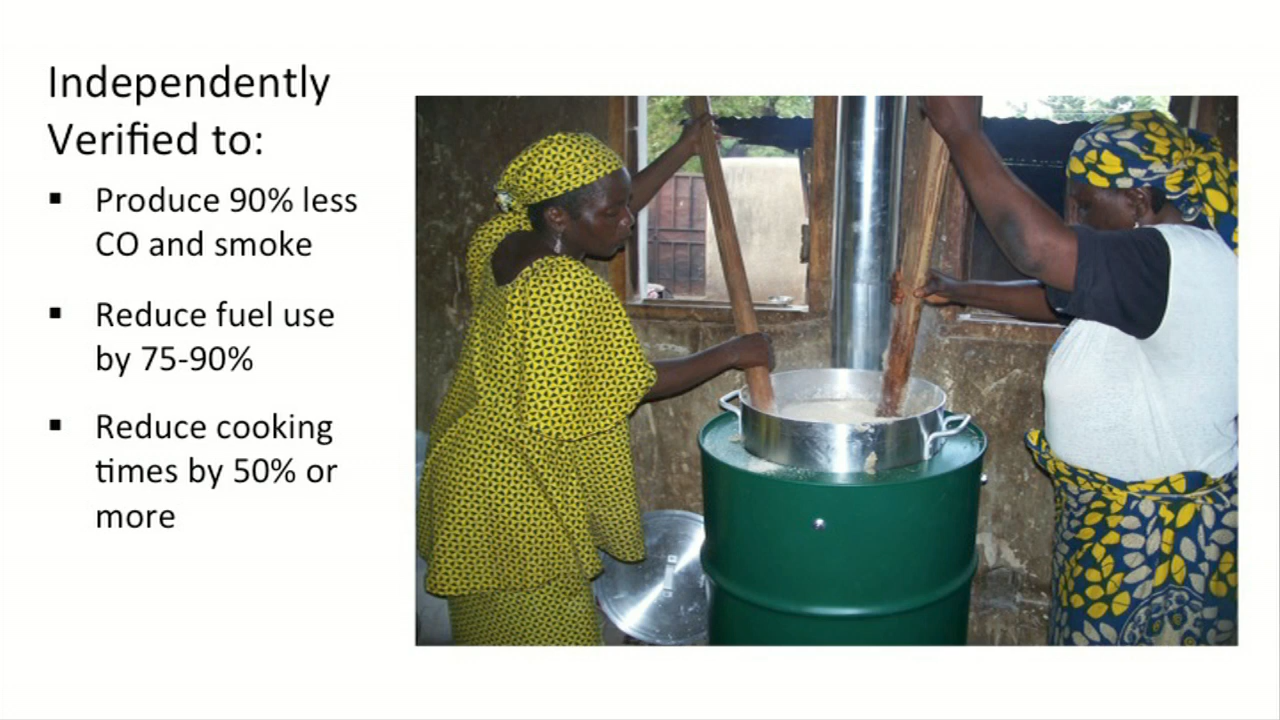 Independently
Verified to:
▪ Produce 90% less
CO and smoke
▪ Reduce fuel use
by 75-90%
▪ Reduce cooking
times by 50% or
more